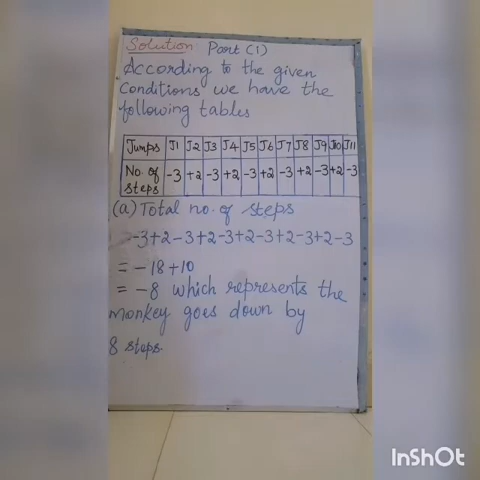 Solution Part (1)
According to the given
Conditions we have the
following tables
Jumps J1 J2 J3 J4 J5 J6 J7 J8 J9 J10 J11
No. of steps -3 +2 -3 +2 -3 +2 -3 +2 -3 +2 -3
(a) Total no. of steps
= -3+2-3+2-3+2-3+2-3+2-3
= -18+10
= -8 which represents the
monkey goes down by
8 steps
InShOt